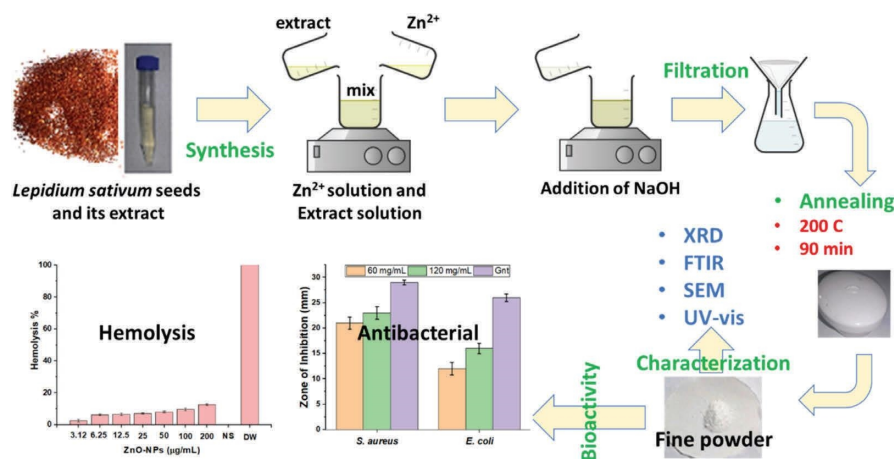 extract
Zn²⁺
mix
Synthesis
Filtration
Lepidium sativum seeds
and its extract
Zn²⁺ solution and
Extract solution
Addition of NaOH
• Annealing
• 200 C
• 90 min
• XRD
• FTIR
• SEM
• UV-vis
Characterization
Fine powder
Bioactivity
Hemolysis %
100
80
60
40
20
0
Hemolysis
3.12 6.25 12.5 25 50 100 200 NS DW
ZnO-NPs (µg/mL)
60 mg/mL 120 mg/mL Gnt
Zone of Inhibition (mm)
30
25
20
15
10
5
0
Antibacterial
S. aureus E. coli